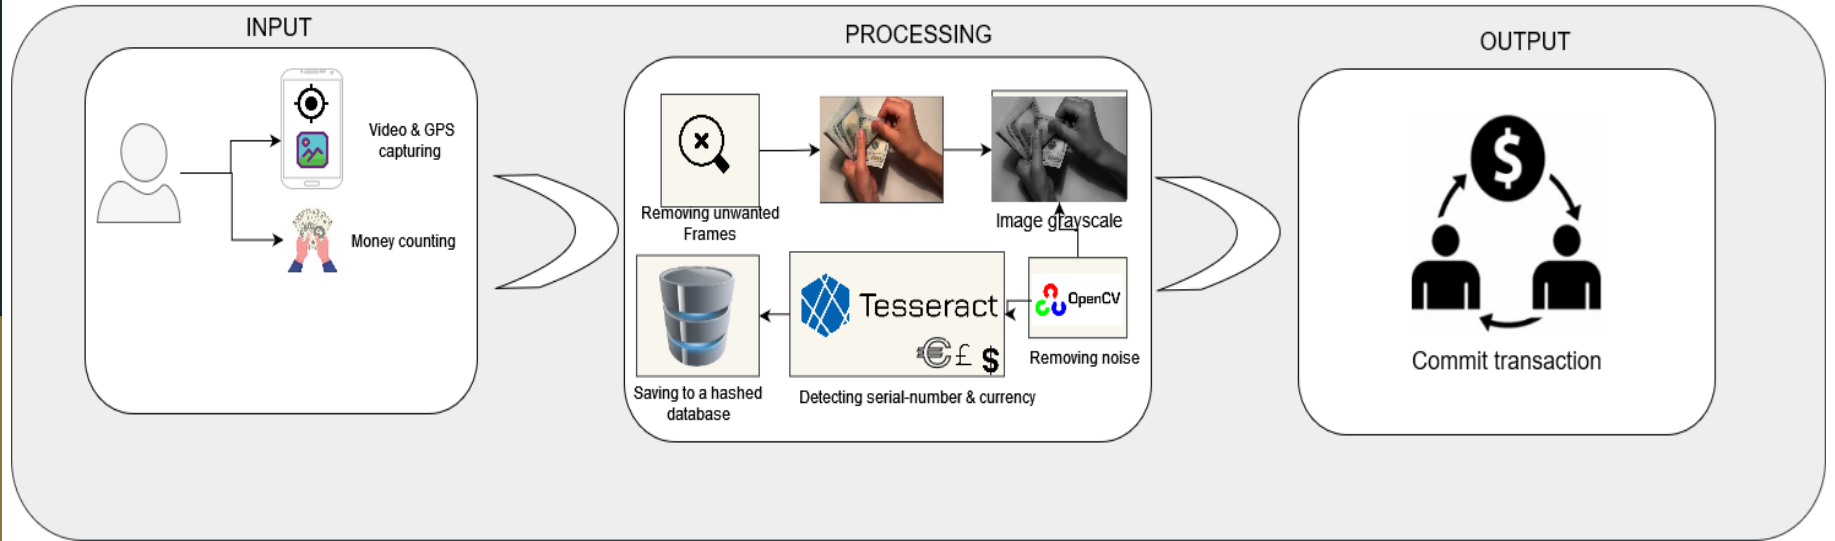 INPUT
Video & GPS
capturing
Money counting
PROCESSING
Removing unwanted
Frames
Image grayscale
OpenCV
Removing noise
Tesseract
€ £ $
Detecting serial-number & currency
Saving to a hashed
database
OUTPUT
$
Commit transaction